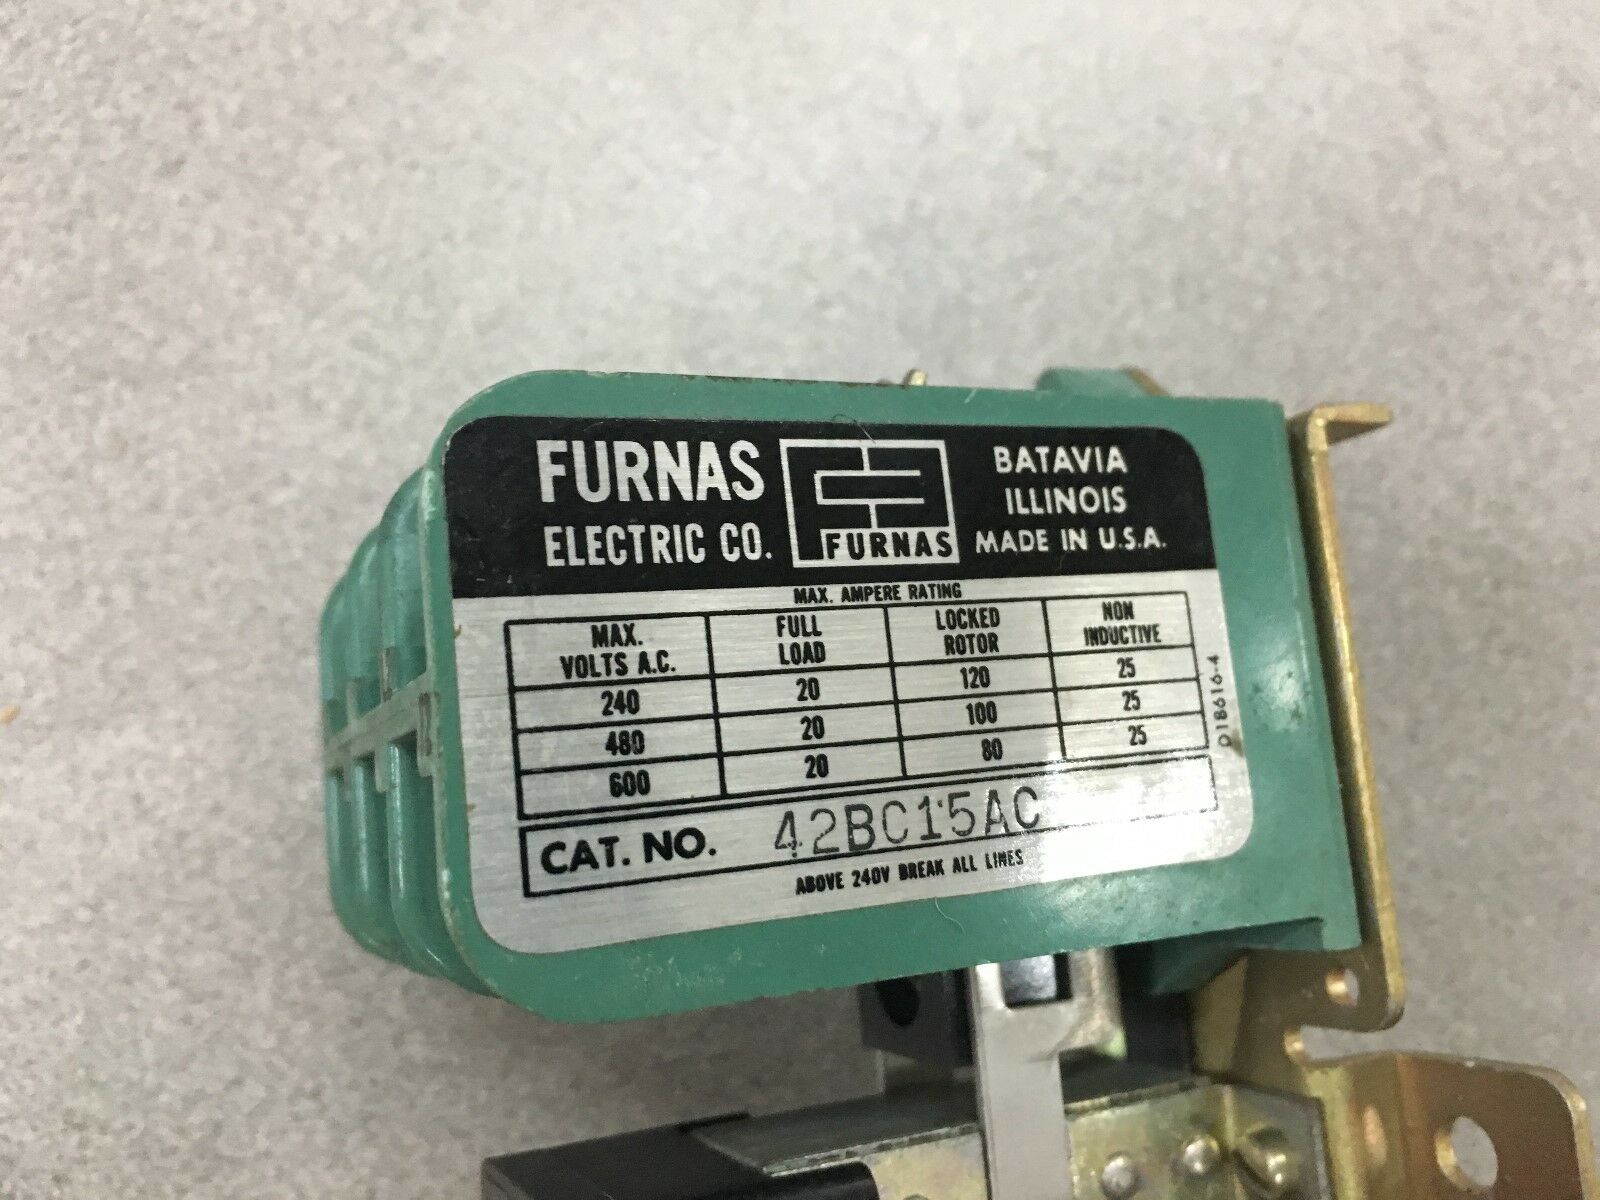 FURNAS
ELECTRIC CO.
FURNAS
BATAVIA
ILLINOIS
MADE IN U.S.A.
MAX. AMPERE RATING
MAX. VOLTS A.C. FULL LOAD LOCKED ROTOR NON INDUCTIVE
240 20 120 25
480 20 100 25
600 20 80 25
D18616-4
CAT. NO. 42BC15AC
ABOVE 240V BREAK ALL LINES